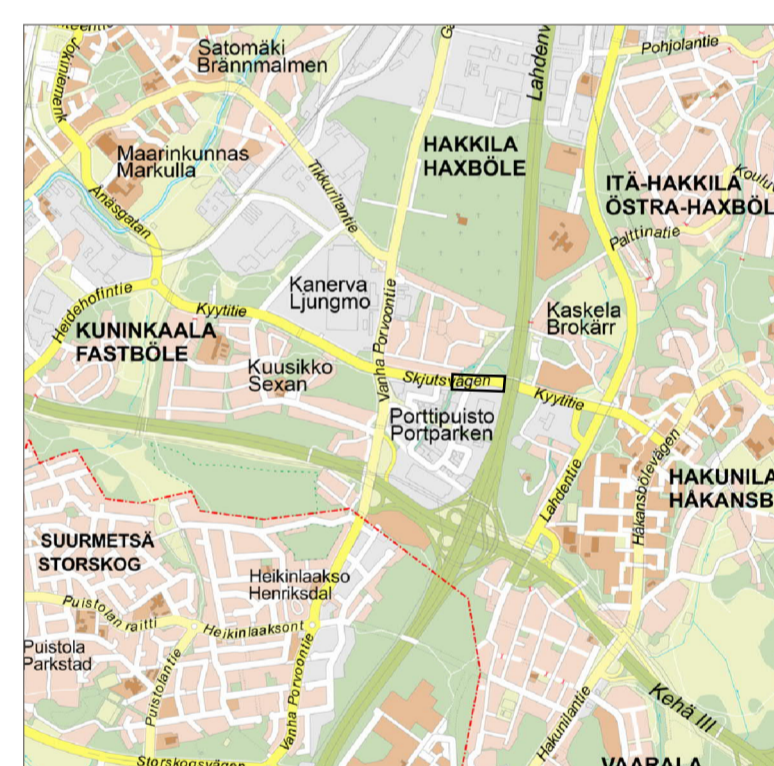 Jokiniemenk
Satomäki
Brännmalmen
Lahdenv
Pohjolantie
Maarinkunnas
Markulla
Tikkurilantie
HAKKILA
HAXBÖLE
ITÄ-HAKKILA
ÖSTRA-HAXBÖL
Koulu
Ånäsgatan
Palttinatie
Heidehofintie
Kanerva
Ljungmo
Kyytitie
Kaskela
Brokärr
KUNINKAALA
FASTBÖLE
Vanha Porvoontie
Kuusikko
Sexan
Skjutsvägen
Kyytitie
Porttipuisto
Portparken
Lahdentie
Håkansbölevägen
HAKUNILA
HÅKANSB
SUURMETSÄ
STORSKOG
Heikinlaakso
Henriksdal
Puistolan raitti
Heikinlaaksont
Puistola
Parkstad
Puistolantie
Vanha Porvoontie
Kehä III
Hakunilantie
Storskogsvägen
VAARALA